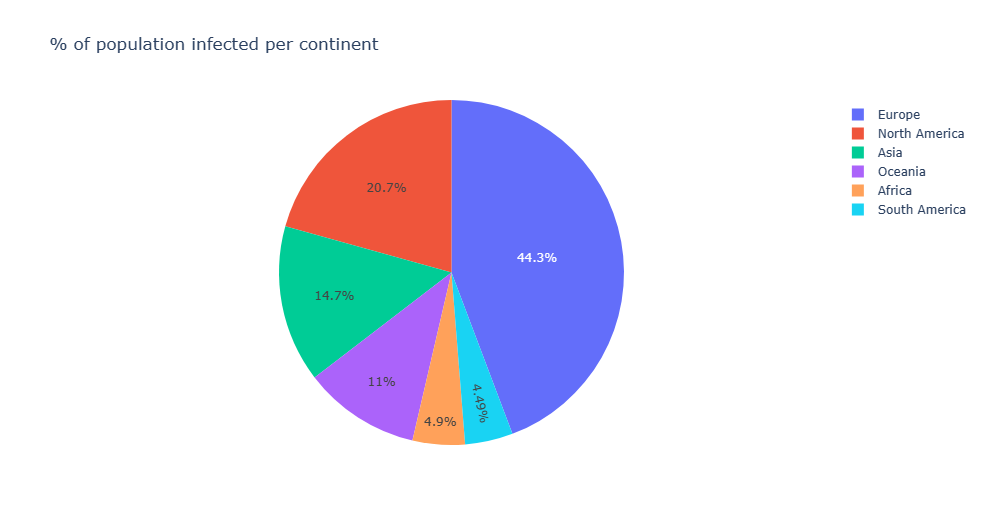 % of population infected per continent
Europe
North America
Asia
Oceania
Africa
South America
20.7%
44.3%
14.7%
11%
4.9%
4.49%